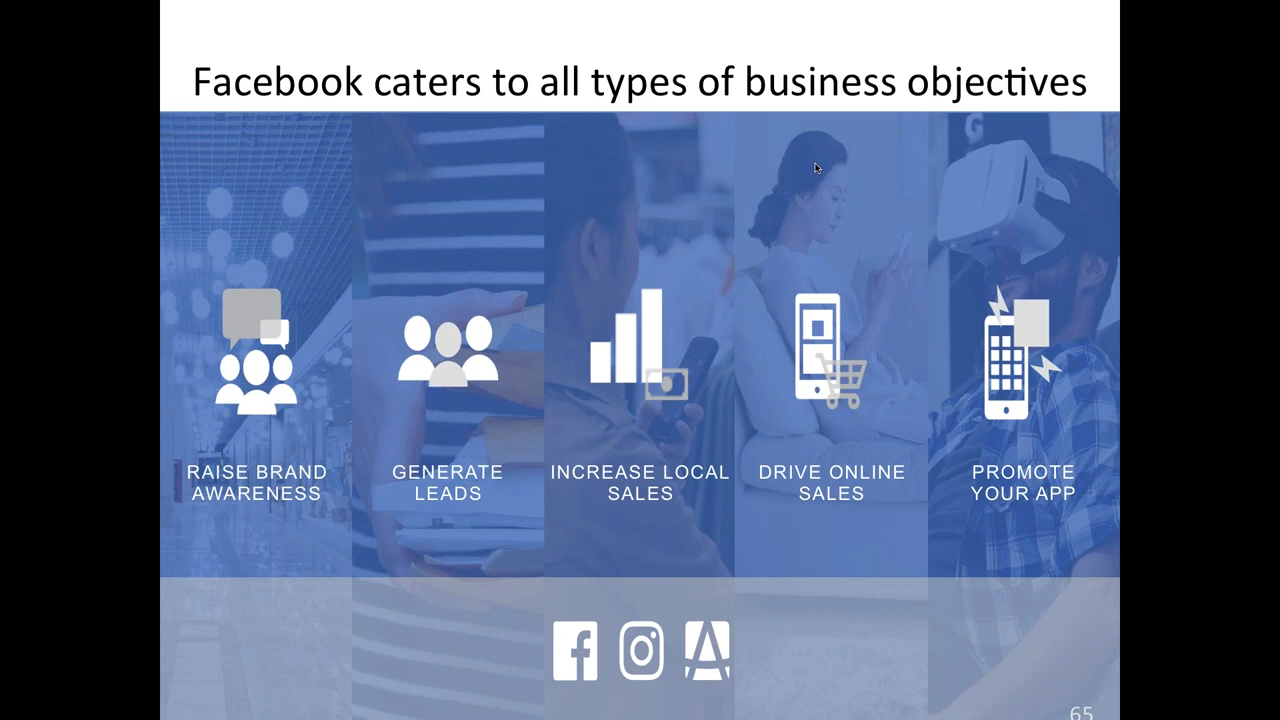 Facebook caters to all types of business objectives
RAISE BRAND
AWARENESS
GENERATE
LEADS
INCREASE LOCAL
SALES
DRIVE ONLINE
SALES
PROMOTE
YOUR APP
65